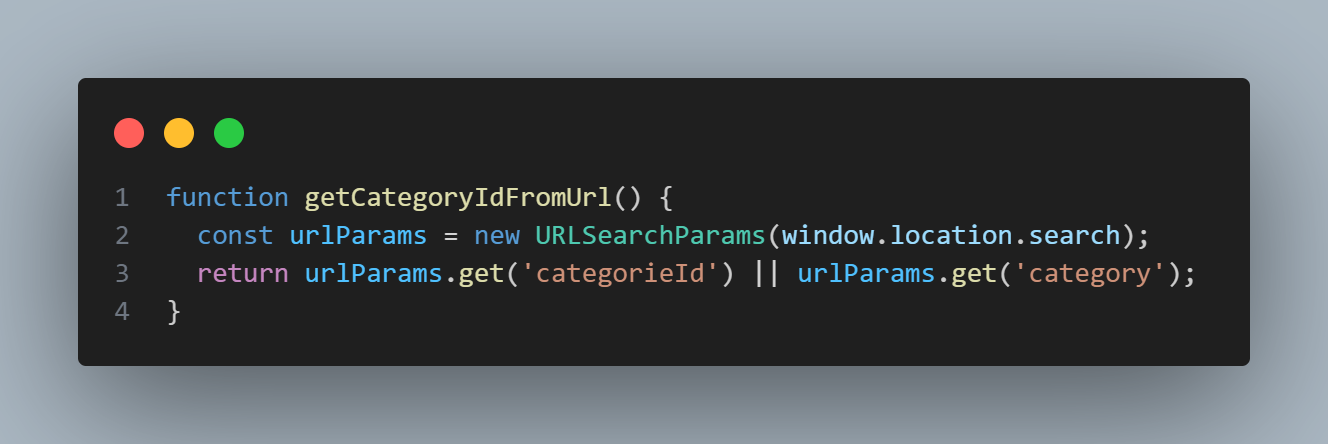 1 function getCategoryIdFromUrl() {
2   const urlParams = new URLSearchParams(window.location.search);
3   return urlParams.get('categorieId') || urlParams.get('category');
4 }